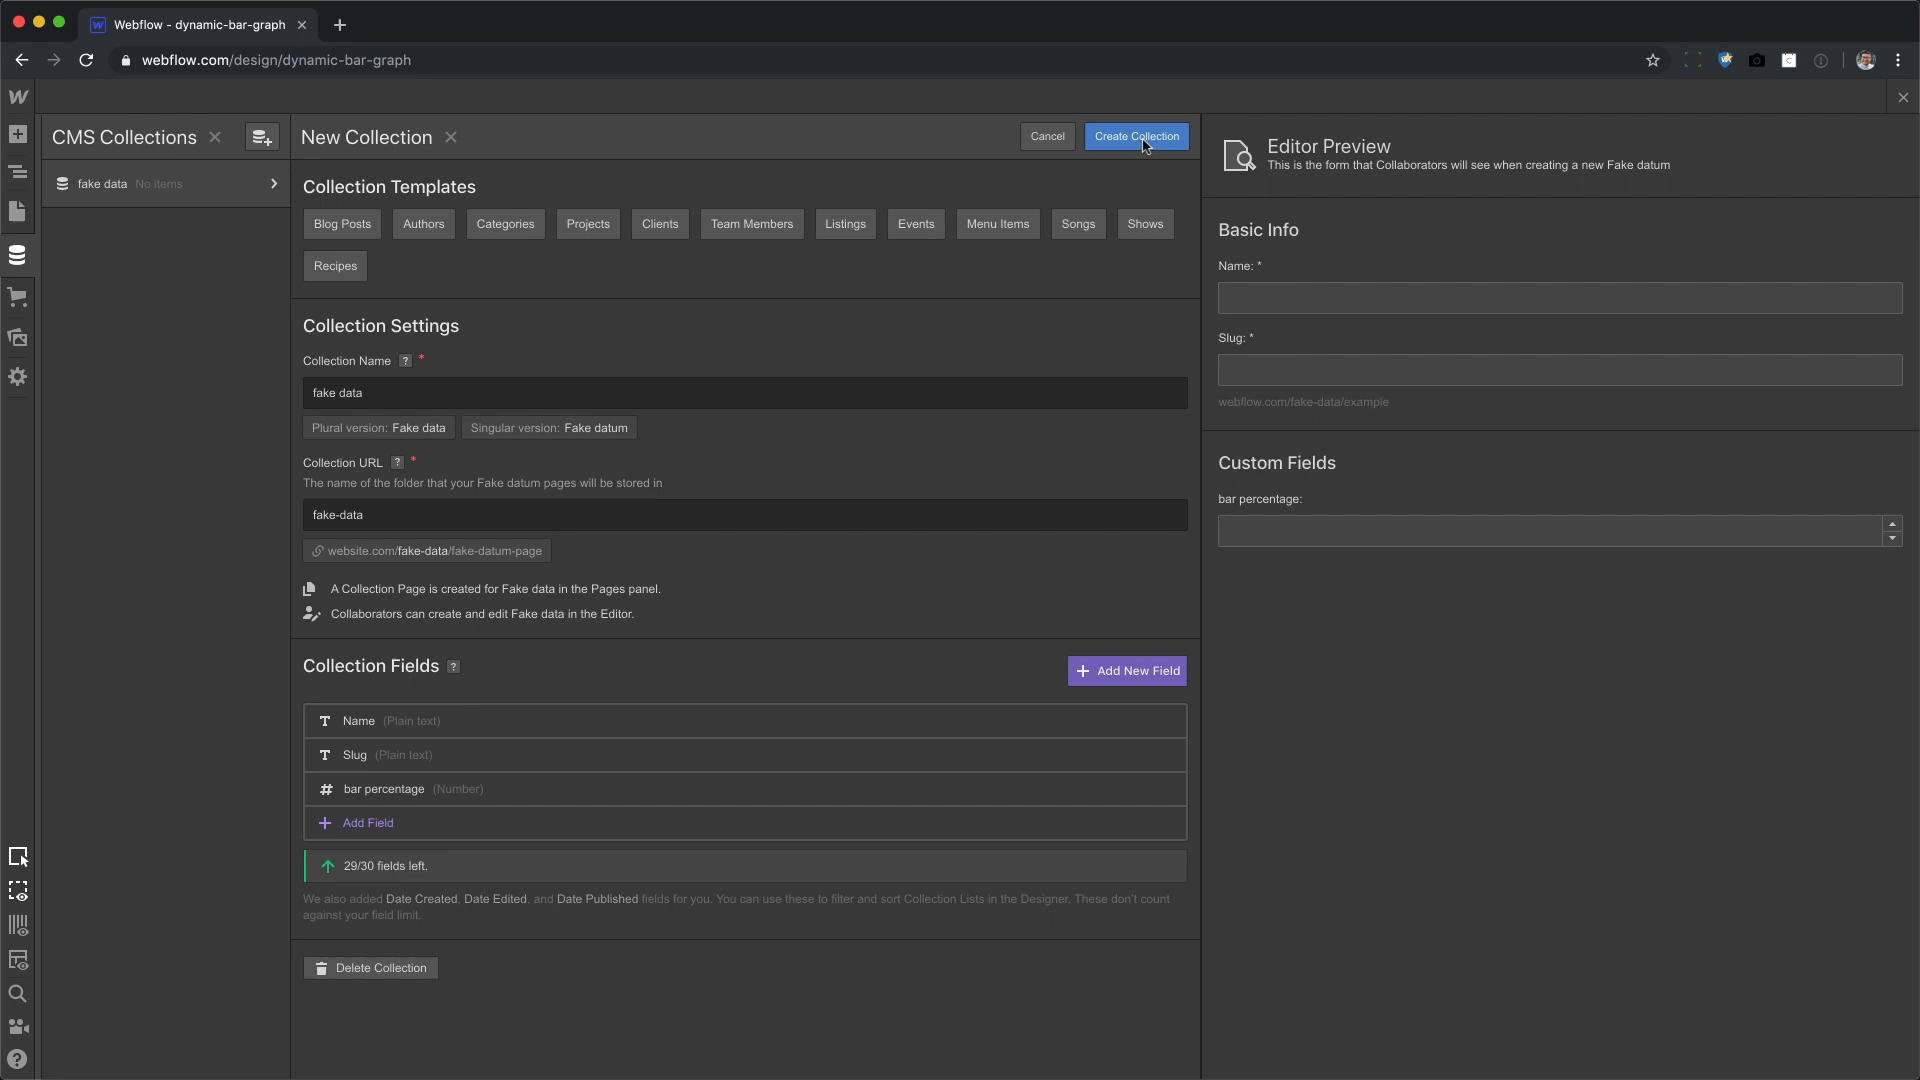 Webflow - dynamic-bar-graph
webflow.com/design/dynamic-bar-graph
CMS Collections
fake data No items
New Collection
Cancel
Create Collection
Collection Templates
Blog Posts
Authors
Categories
Projects
Clients
Team Members
Listings
Events
Menu Items
Songs
Shows
Recipes
Collection Settings
Collection Name ? *
fake data
Plural version: Fake data
Singular version: Fake datum
Collection URL ? *
The name of the folder that your Fake datum pages will be stored in
fake-data
website.com/fake-data/fake-datum-page
A Collection Page is created for Fake data in the Pages panel.
Collaborators can create and edit Fake data in the Editor.
Collection Fields ?
+ Add New Field
T Name (Plain text)
T Slug (Plain text)
# bar percentage (Number)
+ Add Field
29/30 fields left.
We also added Date Created, Date Edited, and Date Published fields for you. You can use these to filter and sort Collection Lists in the Designer. These don't count
against your field limit.
Delete Collection
Editor Preview
This is the form that Collaborators will see when creating a new Fake datum
Basic Info
Name: *
Slug: *
webflow.com/fake-data/example
Custom Fields
bar percentage: